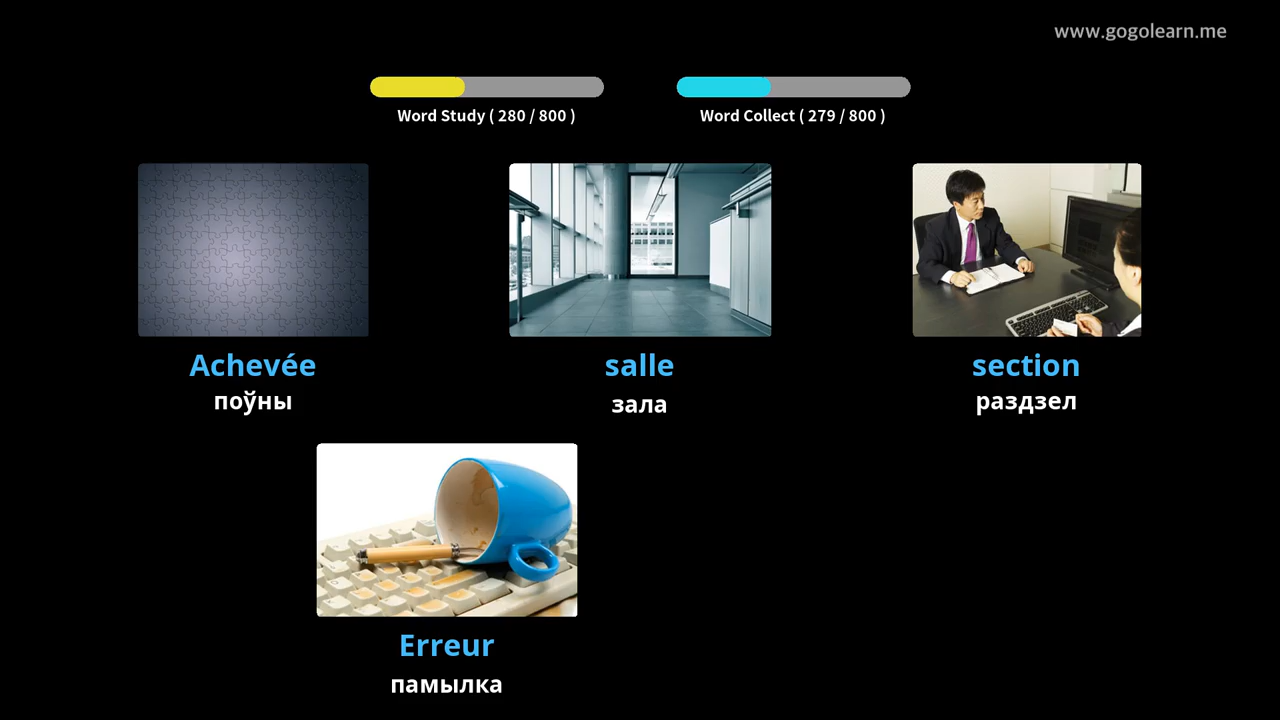 www.gogolearn.me
Word Study ( 280 / 800 )
Word Collect ( 279 / 800 )
Achevée
поўны
salle
зала
section
раздзел
Erreur
памылка